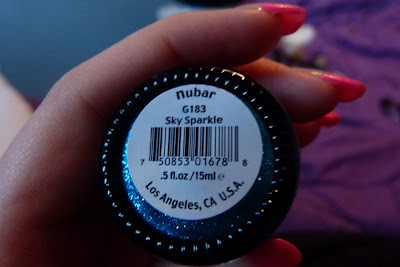 nubar
G183
Sky Sparkle
7 50853 01678 8
.5 fl.oz/15ml ℮
Los Angeles, CA U.S.A.